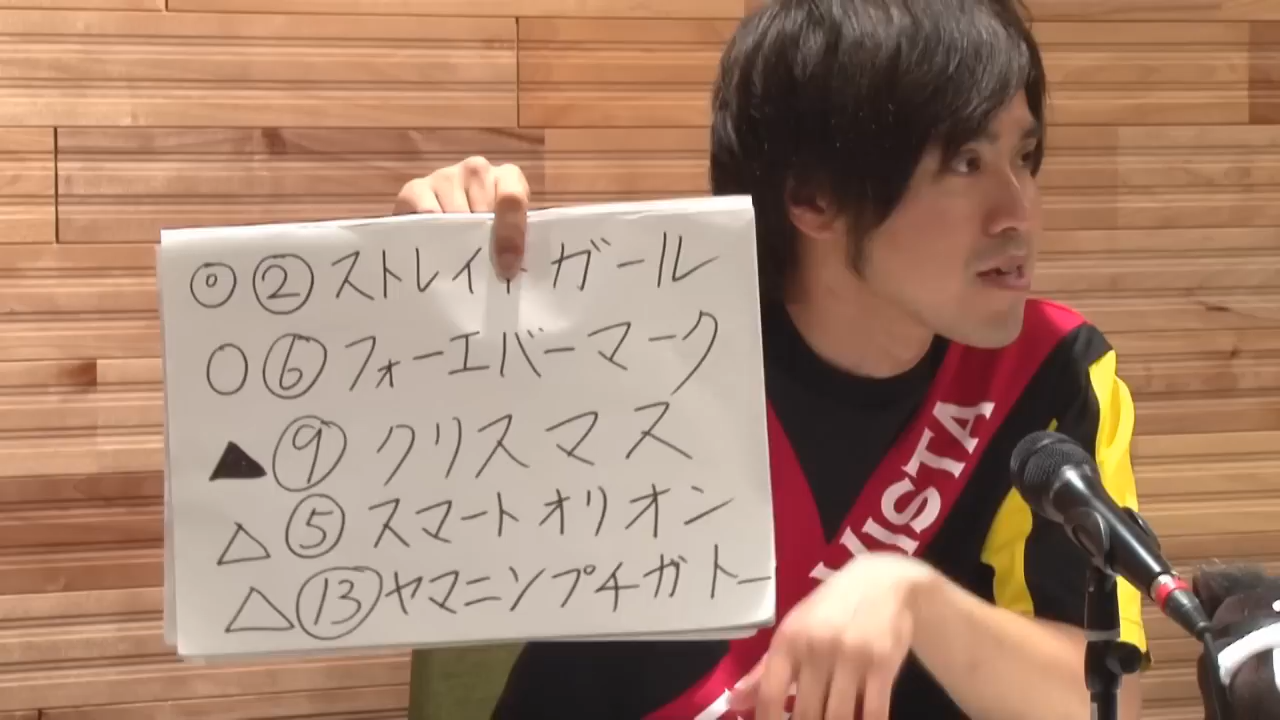 ◎②ストレイトガール
○⑥フォーエバーマーク
▲⑨クリスマス
△⑤スマートオリオン
△⑬ヤマニンプチガトー